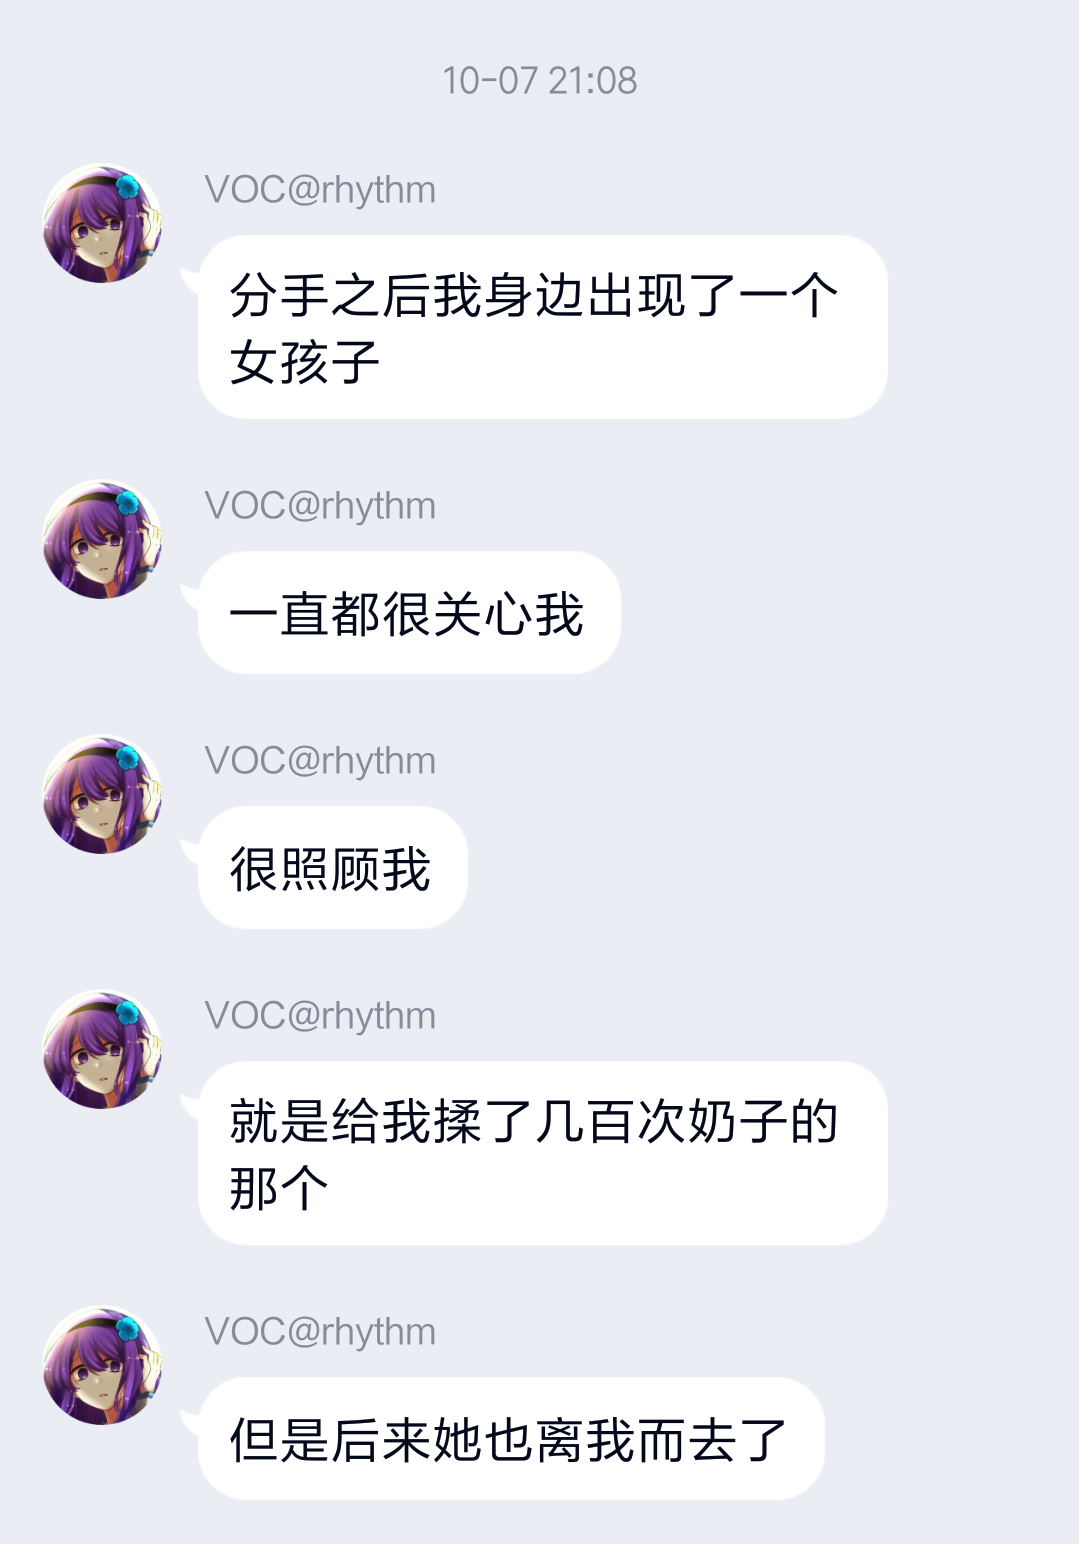 10-07 21:08
VOC@rhythm
分手之后我身边出现了一个
女孩子
VOC@rhythm
一直都很关心我
VOC@rhythm
很照顾我
VOC@rhythm
就是给我揉了几百次奶子的
那个
VOC@rhythm
但是后来她也离我而去了